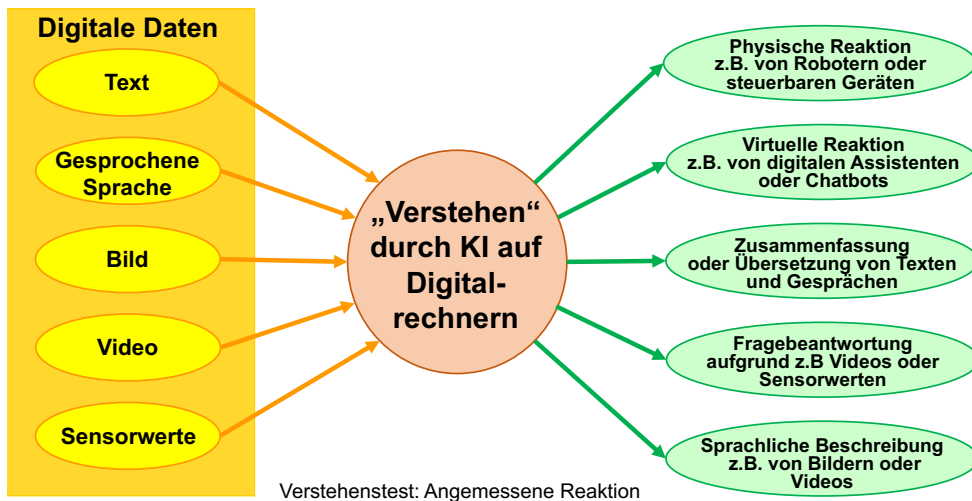 Digitale Daten
Text
Gesprochene
Sprache
Bild
Video
Sensorwerte
„Verstehen“
durch KI auf
Digital-
rechnern
Physische Reaktion
z.B. von Robotern oder
steuerbaren Geräten
Virtuelle Reaktion
z.B. von digitalen Assistenten
oder Chatbots
Zusammenfassung
oder Übersetzung von Texten
und Gesprächen
Fragebeantwortung
aufgrund z.B Videos oder
Sensorwerten
Sprachliche Beschreibung
z.B. von Bildern oder
Videos
Verstehenstest: Angemessene Reaktion